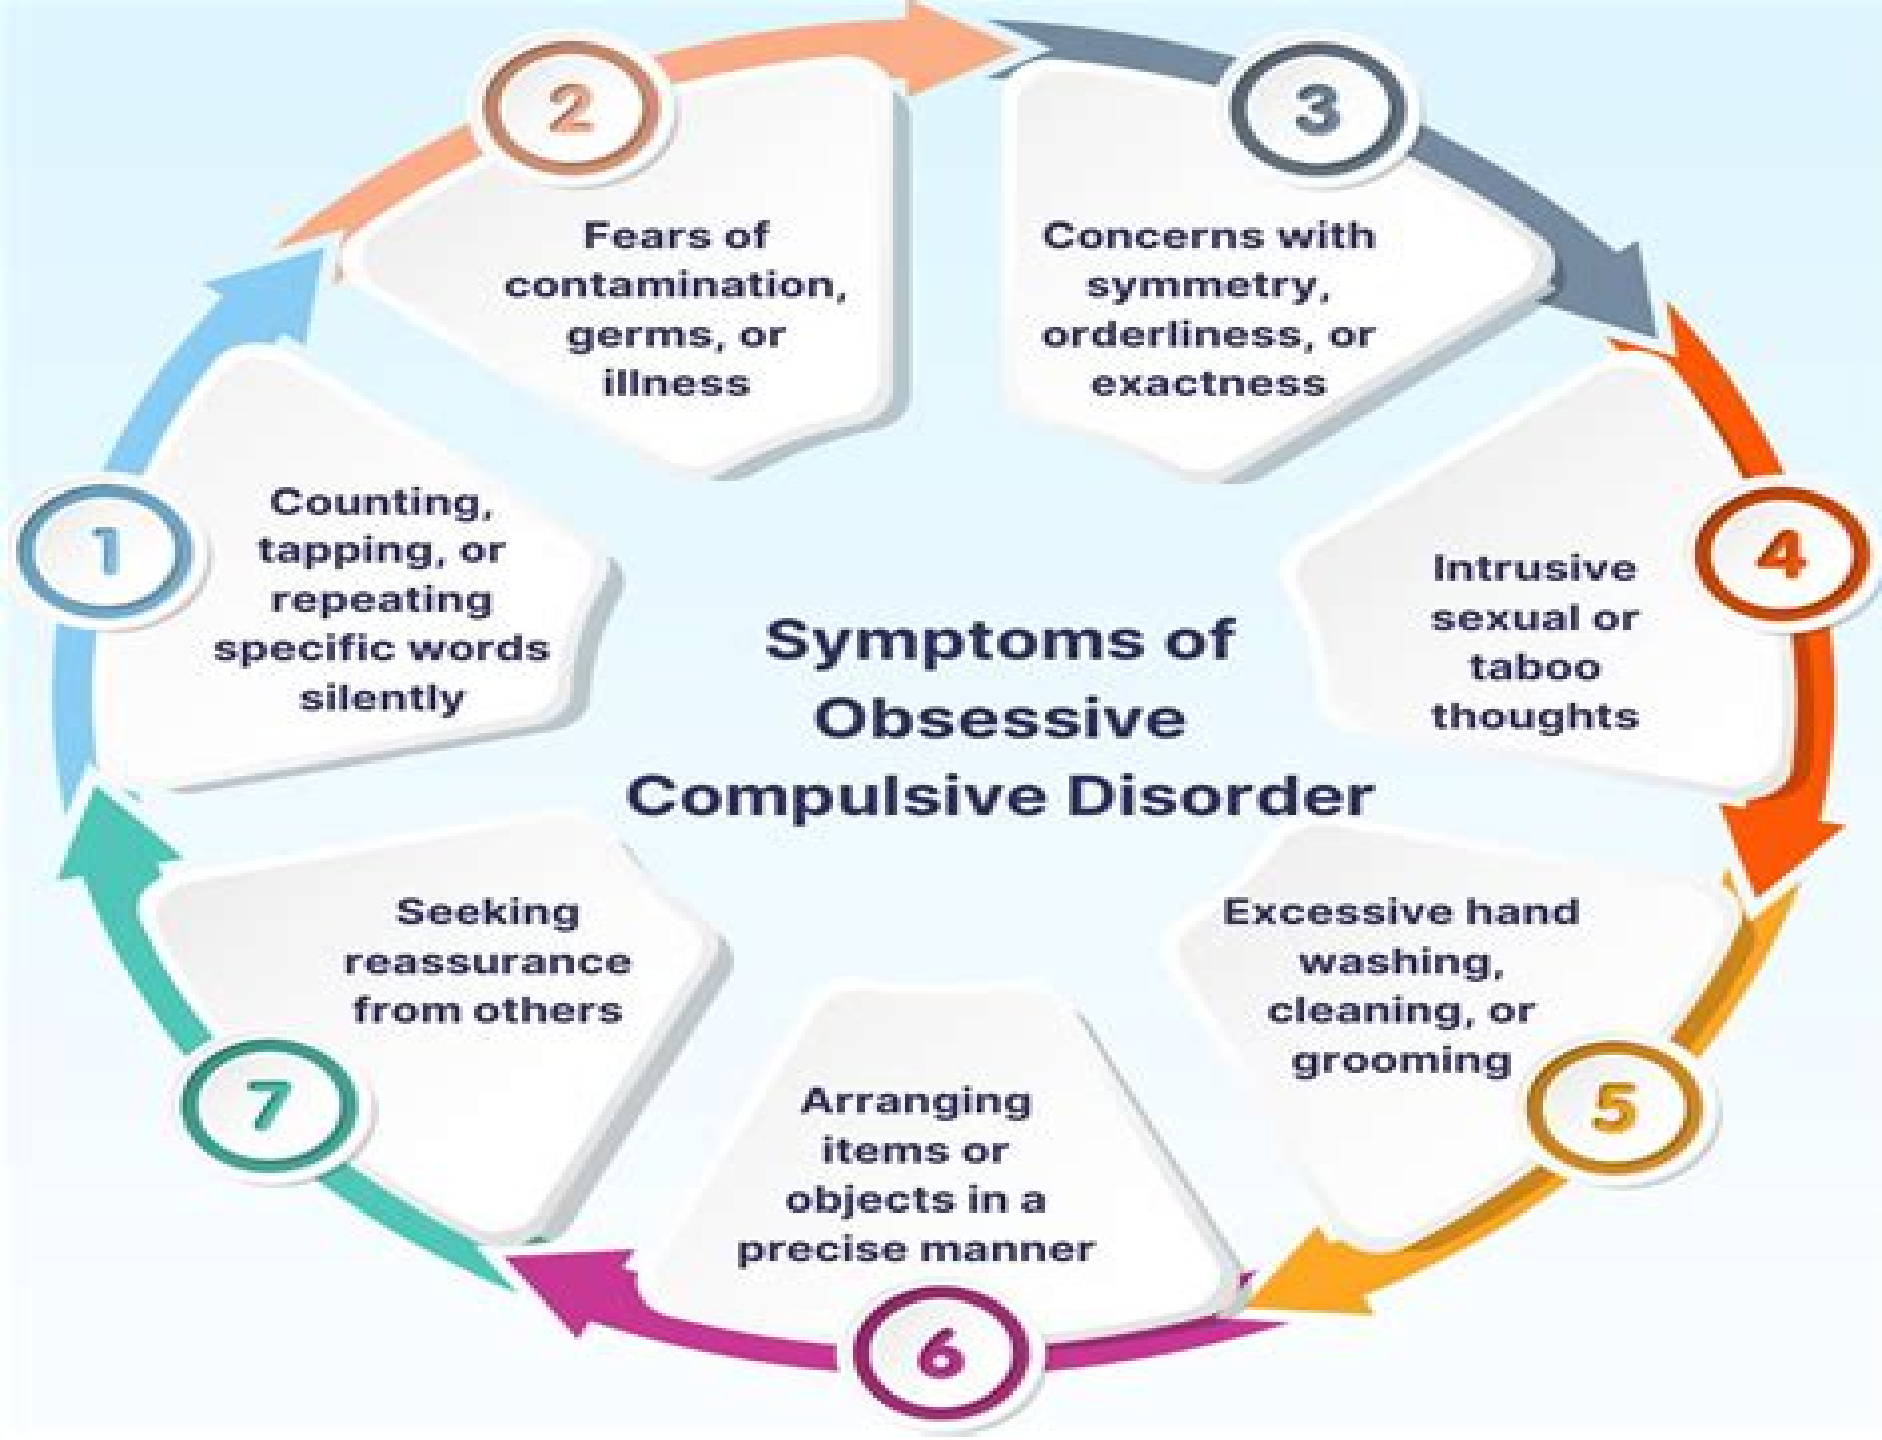 Symptoms of
Obsessive
Compulsive Disorder
1
Counting,
tapping, or
repeating
specific words
silently
2
Fears of
contamination,
germs, or
illness
3
Concerns with
symmetry,
orderliness, or
exactness
4
Intrusive
sexual or
taboo
thoughts
5
Excessive hand
washing,
cleaning, or
grooming
6
Arranging
items or
objects in a
precise manner
7
Seeking
reassurance
from others